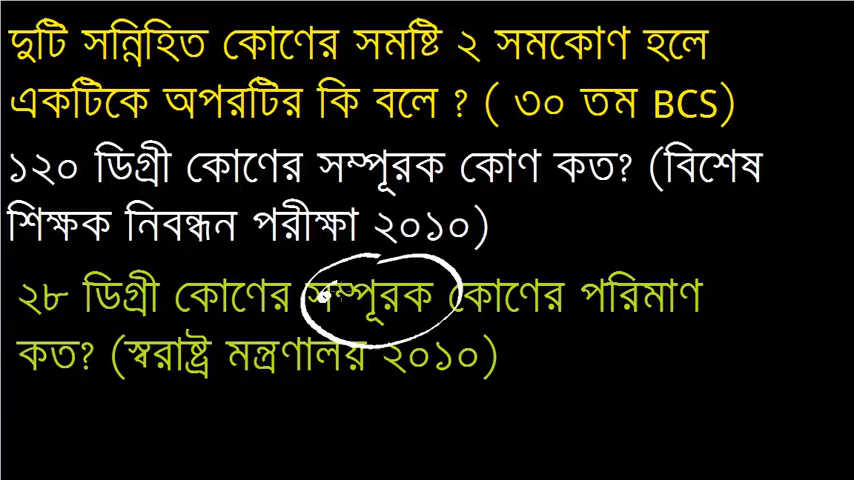 দুটি সন্নিহিত কোণের সমষ্টি ২ সমকোণ হলে
একটিকে অপরটির কি বলে ? ( ৩০ তম BCS)
১২০ ডিগ্রী কোণের সম্পূরক কোণ কত? (বিশেষ
শিক্ষক নিবন্ধন পরীক্ষা ২০১০)
২৮ ডিগ্রী কোণের সম্পূরক কোণের পরিমাণ
কত? (স্বরাষ্ট্র মন্ত্রণালয় ২০১০)